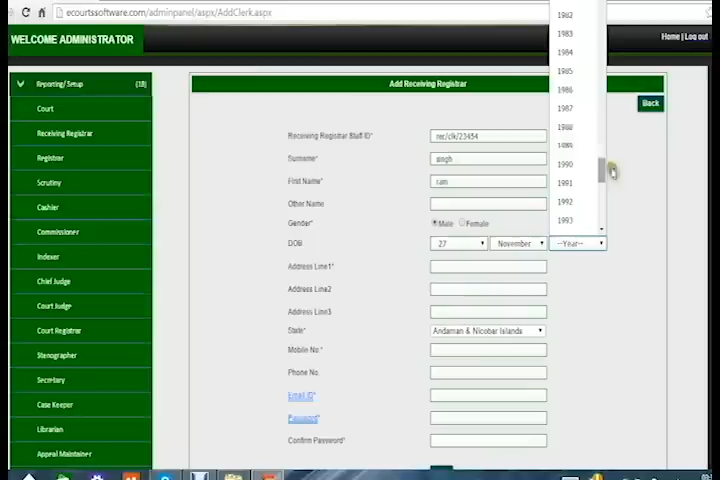 ecourtssoftware.com/adminpanel/aspx/AddClerk.aspx
WELCOME ADMINISTRATOR
Home | Log out
Reporting/Setup (18)
Court
Receiving Registrar
Registrar
Scrutiny
Cashier
Commissioner
Indexer
Chief Judge
Court Judge
Court Registrar
Stenographer
Secretary
Case Keeper
Librarian
Appeal Maintainer
Add Receiving Registrar
Back
Receiving Registrar Staff ID* rec/clk/23454
Surname* singh
First Name* ram
Other Name
Gender* Male Female
DOB 27 November --Year--
1983
1984
1985
1986
1987
1989
1990
1991
1992
1993
Address Line1*
Address Line2
Address Line3
State* Andaman & Nicobar Islands
Mobile No.*
Phone No.
Email ID*
Password*
Confirm Password*